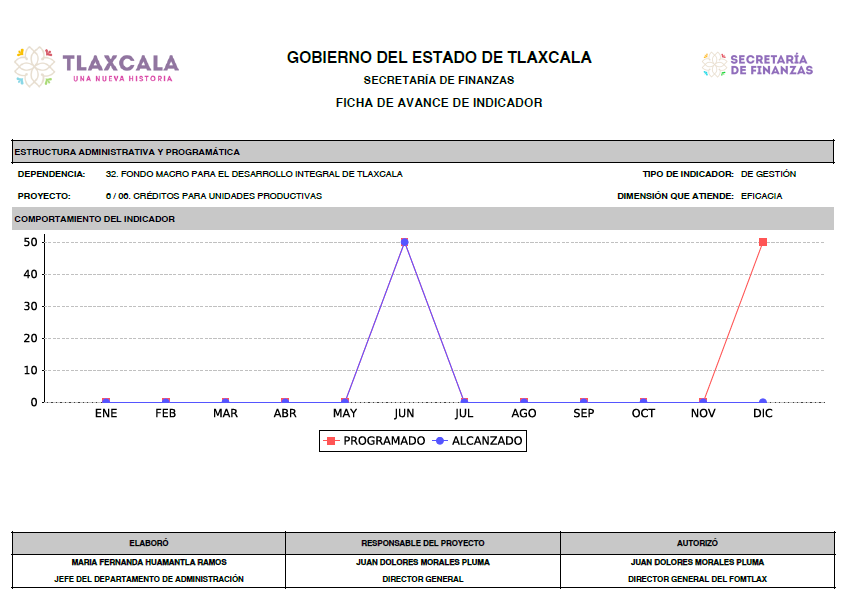 TLAXCALA
UNA NUEVA HISTORIA
GOBIERNO DEL ESTADO DE TLAXCALA
SECRETARÍA DE FINANZAS
FICHA DE AVANCE DE INDICADOR
SECRETARÍA
DE FINANZAS
ESTRUCTURA ADMINISTRATIVA Y PROGRAMÁTICA
DEPENDENCIA: 32. FONDO MACRO PARA EL DESARROLLO INTEGRAL DE TLAXCALA TIPO DE INDICADOR: DE GESTIÓN
PROYECTO: 6 / 06. CRÉDITOS PARA UNIDADES PRODUCTIVAS DIMENSIÓN QUE ATIENDE: EFICACIA
COMPORTAMIENTO DEL INDICADOR
50
40
30
20
10
0
ENE FEB MAR ABR MAY JUN JUL AGO SEP OCT NOV DIC
PROGRAMADO ALCANZADO
ELABORÓ RESPONSABLE DEL PROYECTO AUTORIZÓ
MARIA FERNANDA HUAMANTLA RAMOS JUAN DOLORES MORALES PLUMA JUAN DOLORES MORALES PLUMA
JEFE DEL DEPARTAMENTO DE ADMINISTRACIÓN DIRECTOR GENERAL DIRECTOR GENERAL DEL FOMTLAX